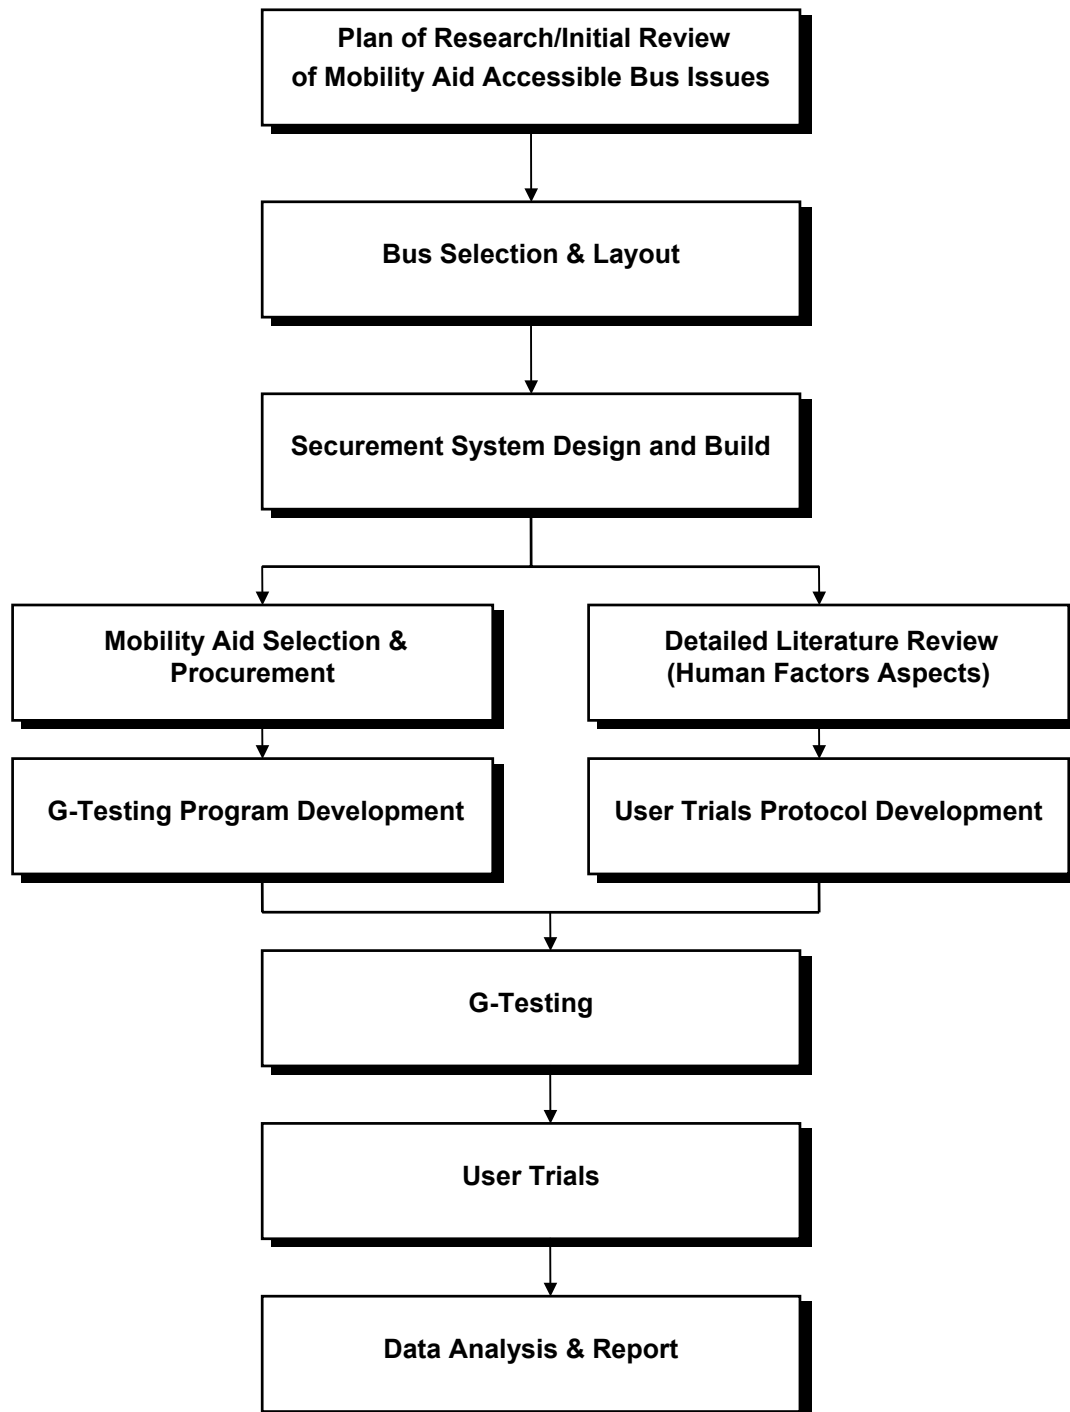 Plan of Research/Initial Review
of Mobility Aid Accessible Bus Issues
Bus Selection & Layout
Securement System Design and Build
Mobility Aid Selection &
Procurement
Detailed Literature Review
(Human Factors Aspects)
G-Testing Program Development
User Trials Protocol Development
G-Testing
User Trials
Data Analysis & Report